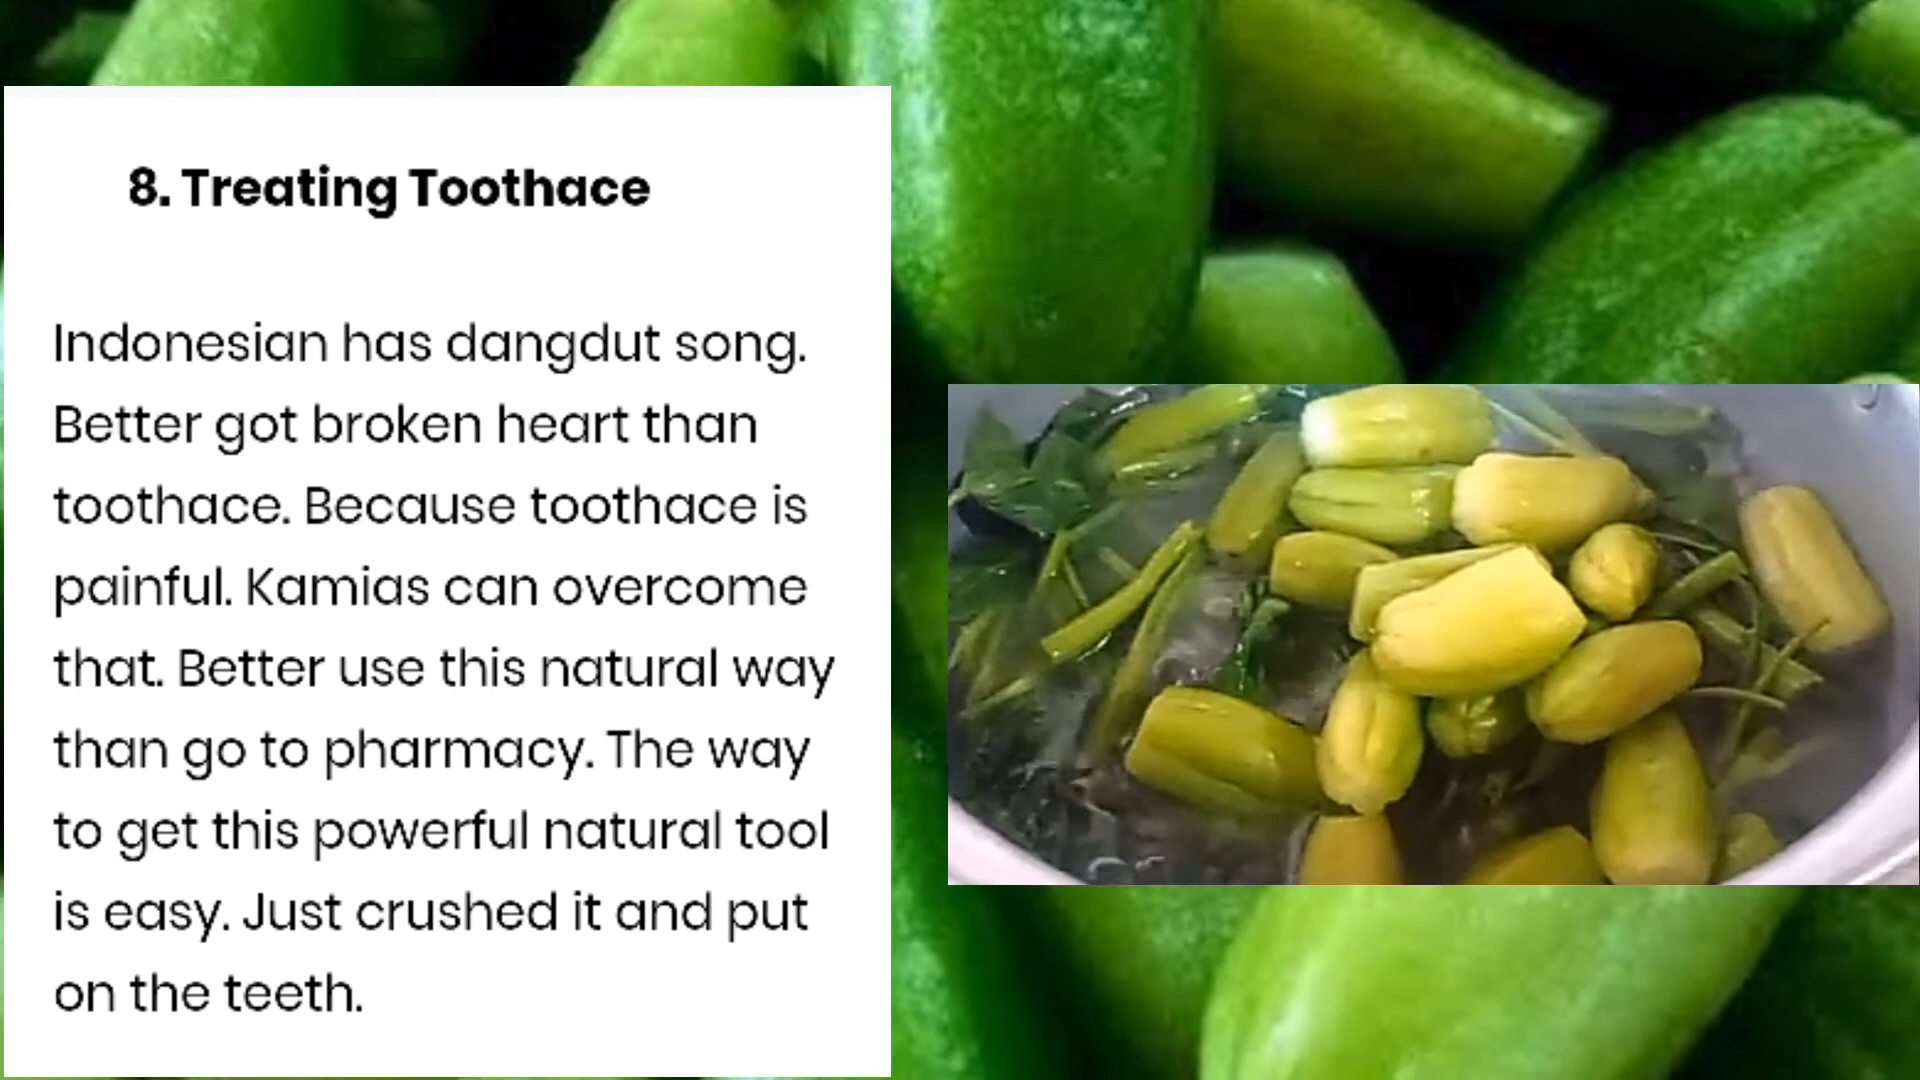 8. Treating Toothace
Indonesian has dangdut song.
Better got broken heart than
toothace. Because toothace is
painful. Kamias can overcome
that. Better use this natural way
than go to pharmacy. The way
to get this powerful natural tool
is easy. Just crushed it and put
on the teeth.